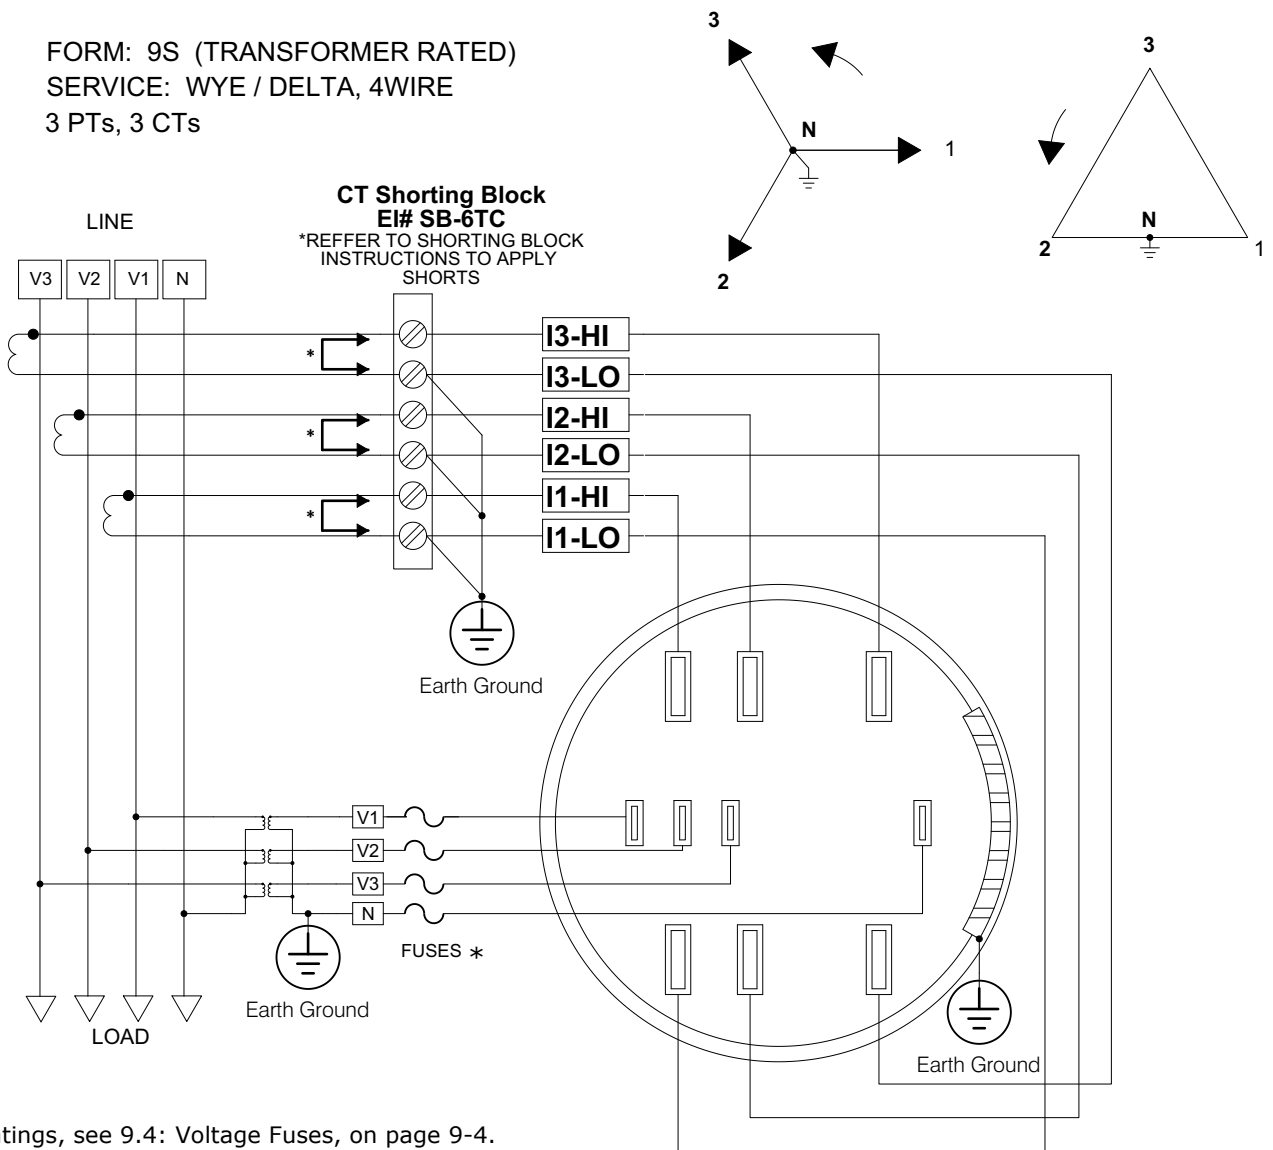 FORM: 9S (TRANSFORMER RATED)
SERVICE: WYE / DELTA, 4WIRE
3 PTs, 3 CTs
3
N
1
2
3
N
2
1
CT Shorting Block
EI# SB-6TC
*REFFER TO SHORTING BLOCK
INSTRUCTIONS TO APPLY
SHORTS
LINE
V3 V2 V1 N
I3-HI
*
I3-LO
I2-HI
*
I2-LO
I1-HI
*
I1-LO
Earth Ground
V1
V2
V3
N
FUSES *
Earth Ground
LOAD
Earth Ground
see 9.4: Voltage Fuses, on page 9-4.